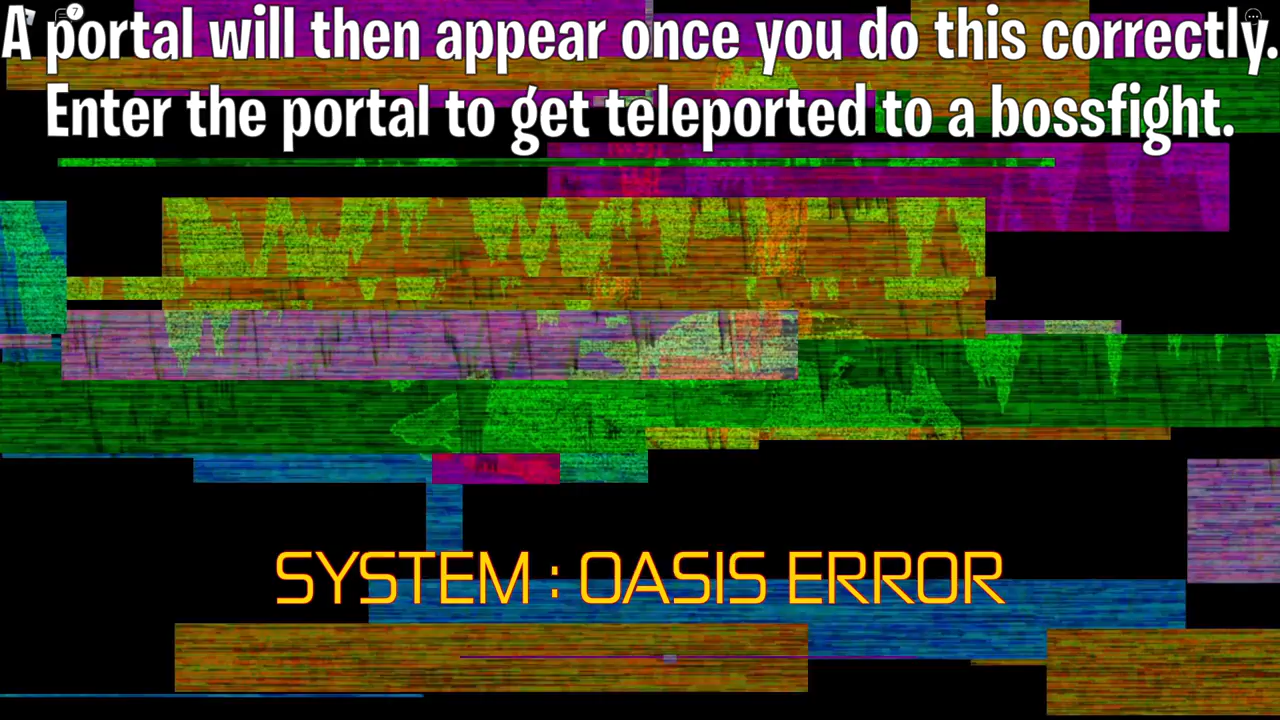 7
A portal will then appear once you do this correctly.
Enter the portal to get teleported to a bossfight.
SYSTEM : OASIS ERROR